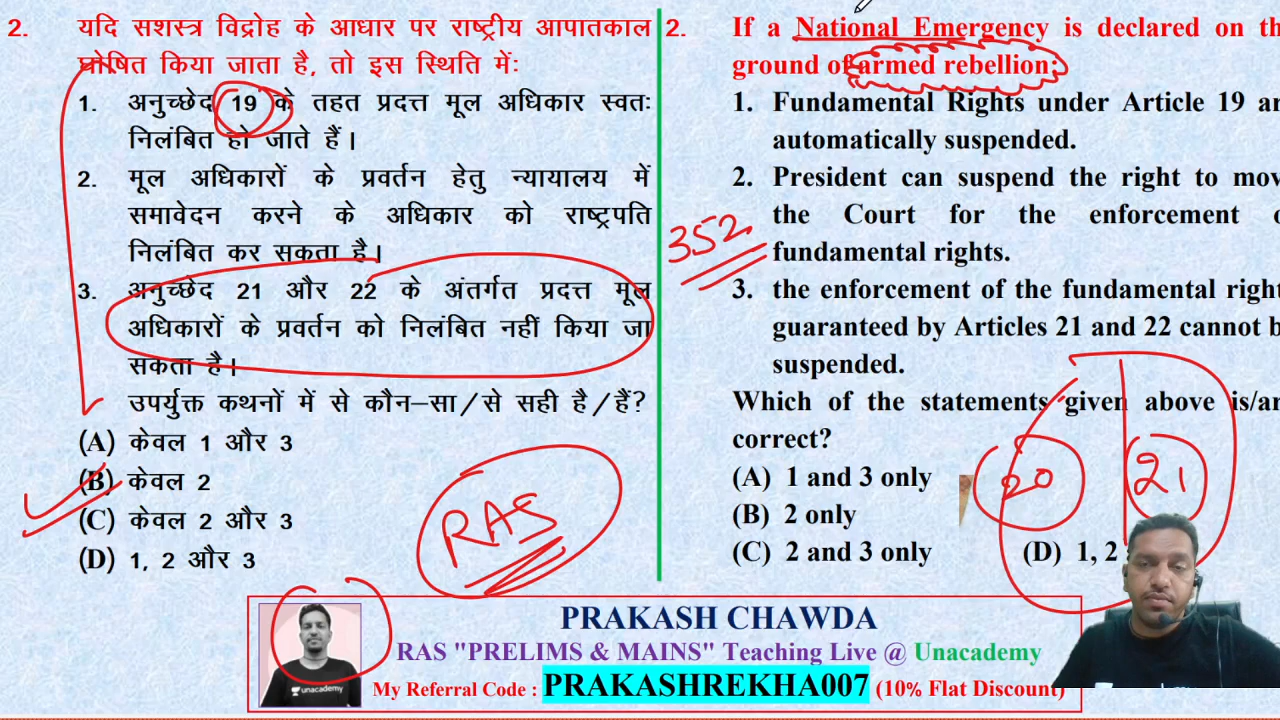 2. यदि सशस्त्र विद्रोह के आधार पर राष्ट्रीय आपातकाल
घोषित किया जाता है, तो इस स्थिति में:
1. अनुच्छेद 19 के तहत प्रदत्त मूल अधिकार स्वतः
निलंबित हो जाते हैं।
2. मूल अधिकारों के प्रवर्तन हेतु न्यायालय में
समावेदन करने के अधिकार को राष्ट्रपति
निलंबित कर सकता है।
3. अनुच्छेद 21 और 22 के अंतर्गत प्रदत्त मूल
अधिकारों के प्रवर्तन को निलंबित नहीं किया जा
सकता है।
उपर्युक्त कथनों में से कौन–सा/से सही है/हैं?
(A) केवल 1 और 3
(B) केवल 2
(C) केवल 2 और 3
(D) 1, 2 और 3
RAS
2. If a National Emergency is declared on th
ground of armed rebellion:
1. Fundamental Rights under Article 19 ar
automatically suspended.
2. President can suspend the right to mov
the Court for the enforcement o
fundamental rights.
352
3. the enforcement of the fundamental right
guaranteed by Articles 21 and 22 cannot b
suspended.
Which of the statements given above is/ar
correct?
(A) 1 and 3 only
(B) 2 only
(C) 2 and 3 only
(D) 1, 2
20 21
PRAKASH CHAWDA
RAS "PRELIMS & MAINS" Teaching Live @ Unacademy
My Referral Code : PRAKASHREKHA007 (10% Flat Discount)
unacademy